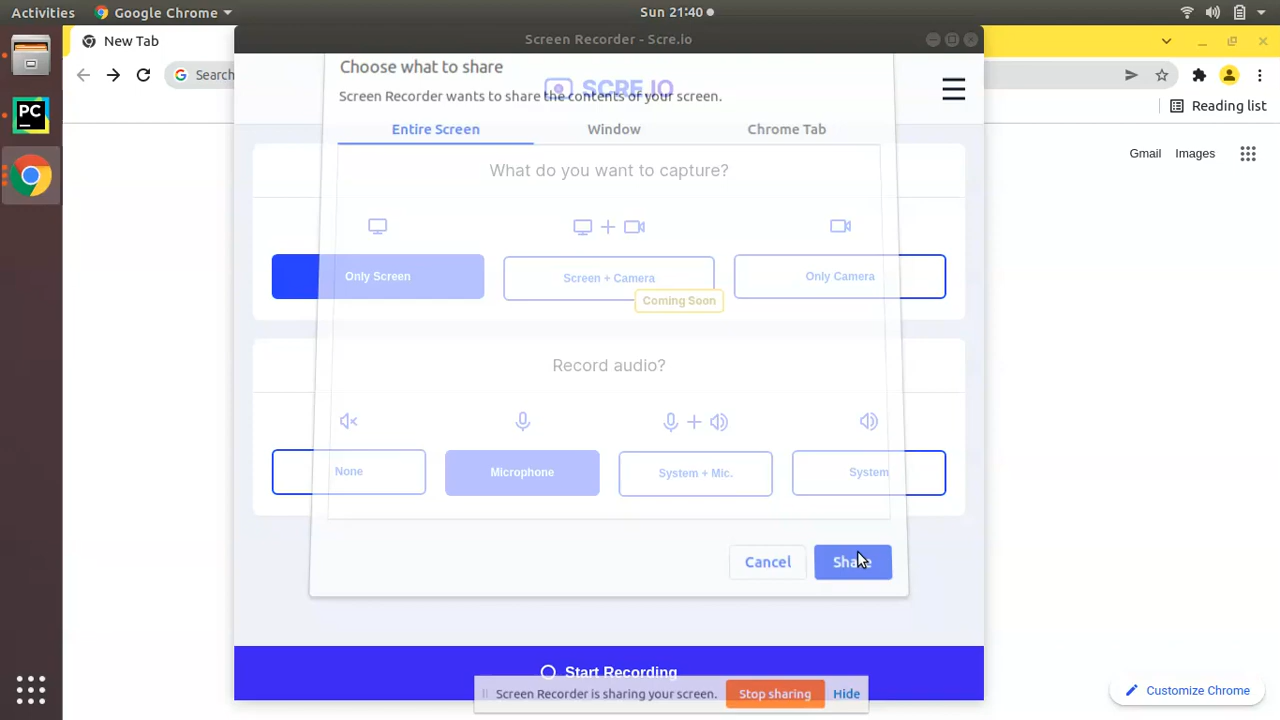 Activities Google Chrome Sun 21:40
New Tab
Screen Recorder - Scre.io
Search
Reading list
Choose what to share
SCRE.IO
Screen Recorder wants to share the contents of your screen.
Entire Screen Window Chrome Tab
Gmail Images
What do you want to capture?
Only Screen Screen + Camera Only Camera
Coming Soon
Record audio?
None Microphone System + Mic. System
Cancel Share
Start Recording
Screen Recorder is sharing your screen. Stop sharing Hide
Customize Chrome
PC